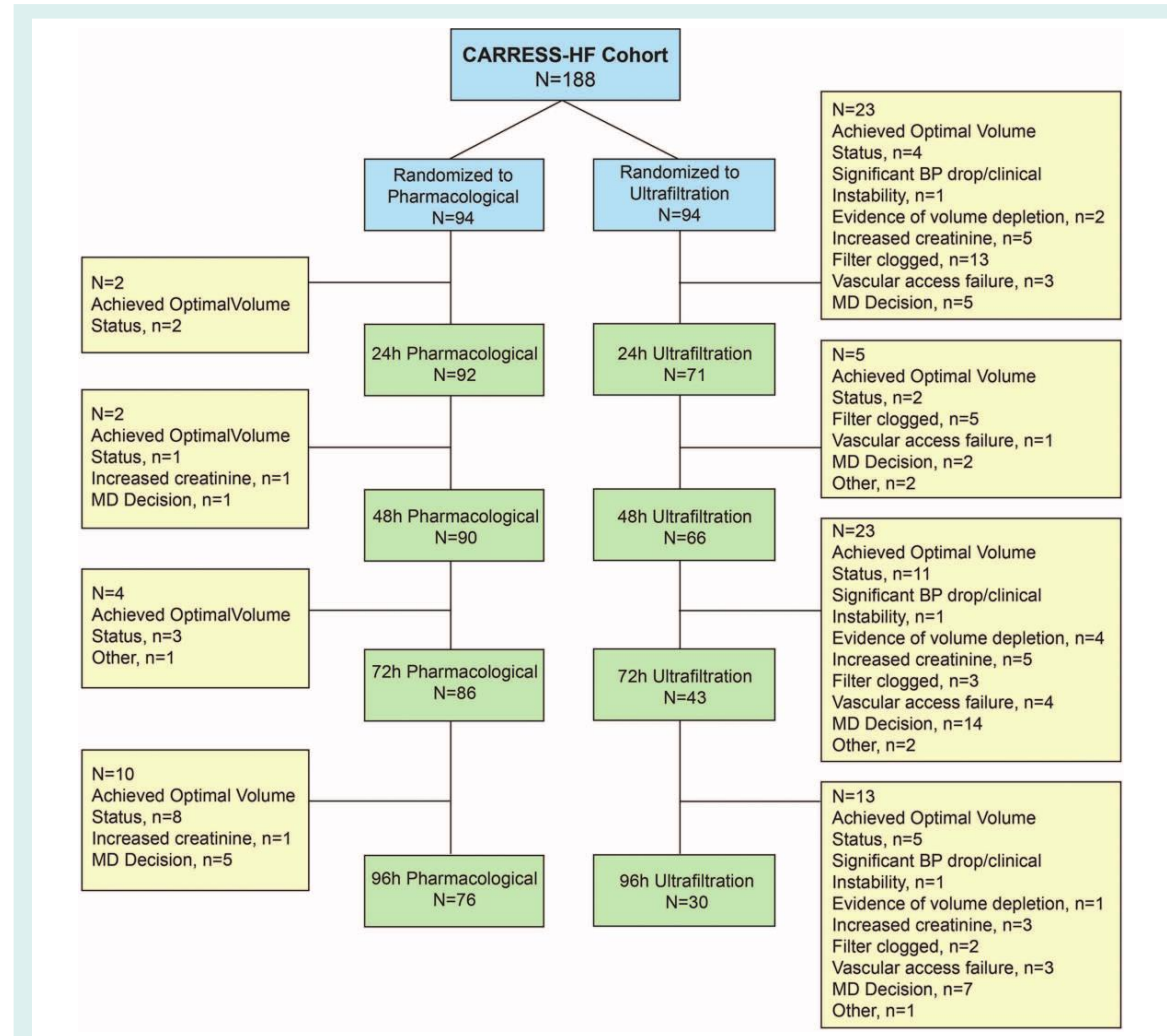 CARRESS-HF Cohort
N=188
Randomized to
Pharmacological
N=94
Randomized to
Ultrafiltration
N=94
N=23
Achieved Optimal Volume
Status, n=4
Significant BP drop/clinical
Instability, n=1
Evidence of volume depletion, n=2
Increased creatinine, n=5
Filter clogged, n=13
Vascular access failure, n=3
MD Decision, n=5
N=2
Achieved OptimalVolume
Status, n=2
24h Pharmacological
N=92
24h Ultrafiltration
N=71
N=5
Achieved Optimal Volume
Status, n=2
Filter clogged, n=5
Vascular access failure, n=1
MD Decision, n=2
Other, n=2
N=2
Achieved OptimalVolume
Status, n=1
Increased creatinine, n=1
MD Decision, n=1
48h Pharmacological
N=90
48h Ultrafiltration
N=66
N=23
Achieved Optimal Volume
Status, n=11
Significant BP drop/clinical
Instability, n=1
Evidence of volume depletion, n=4
Increased creatinine, n=5
Filter clogged, n=3
Vascular access failure, n=4
MD Decision, n=14
Other, n=2
N=4
Achieved OptimalVolume
Status, n=3
Other, n=1
72h Pharmacological
N=86
72h Ultrafiltration
N=43
N=10
Achieved Optimal Volume
Status, n=8
Increased creatinine, n=1
MD Decision, n=5
N=13
Achieved Optimal Volume
Status, n=5
Significant BP drop/clinical
Instability, n=1
Evidence of volume depletion, n=1
Increased creatinine, n=3
Filter clogged, n=2
Vascular access failure, n=3
MD Decision, n=7
Other, n=1
96h Pharmacological
N=76
96h Ultrafiltration
N=30